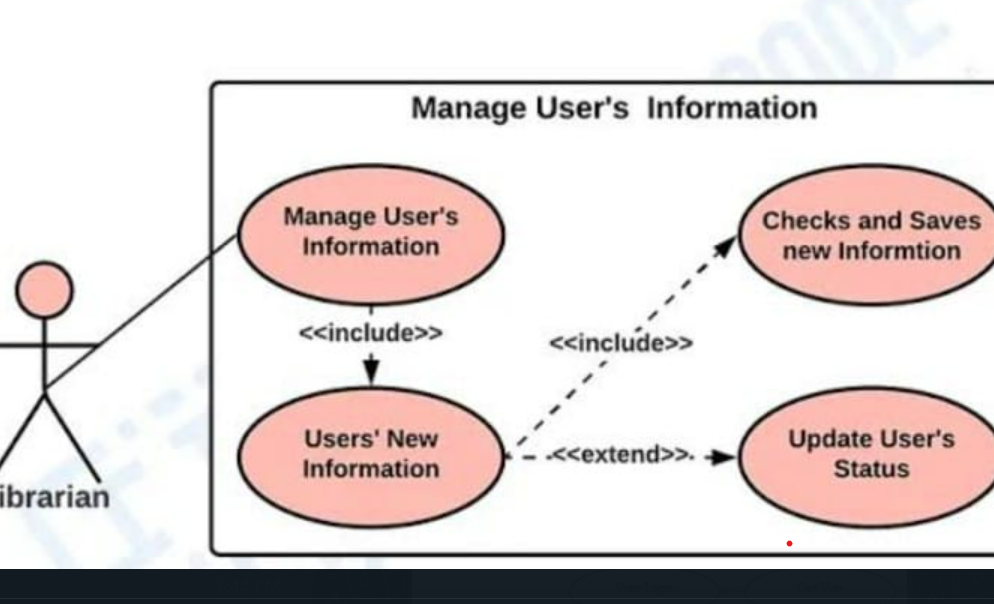 Manage User's Information
Manage User's
Information
Checks and Saves
new Informtion
<<include>>
<<include>>
Users' New
Information
<<extend>>
Update User's
Status
ibrarian